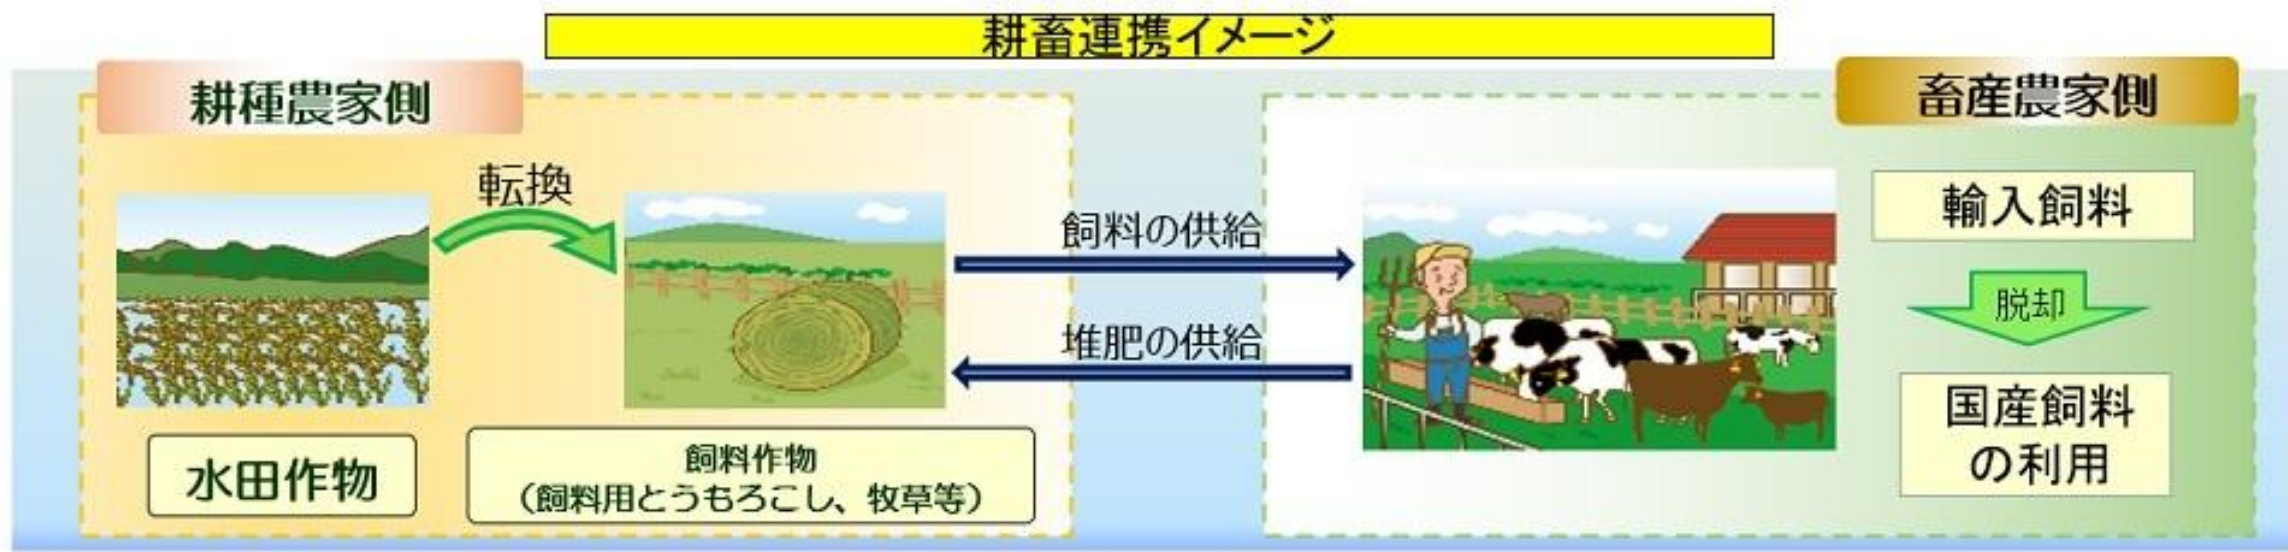 耕畜連携イメージ
耕種農家側
転換
水田作物
飼料作物
（飼料用とうもろこし、牧草等）
飼料の供給
堆肥の供給
畜産農家側
輸入飼料
脱却
国産飼料
の利用